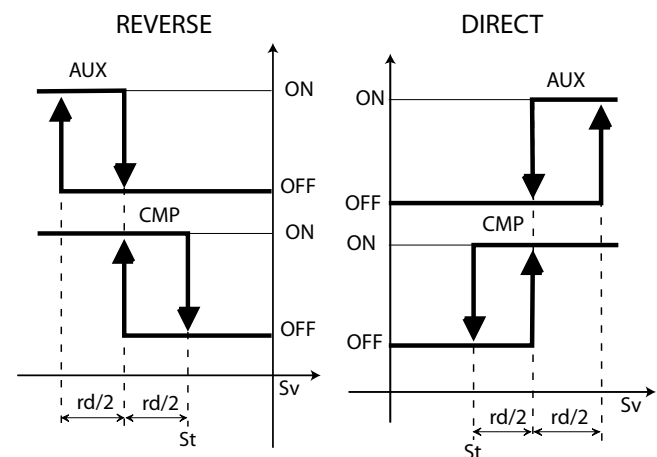 REVERSE
AUX
ON
OFF
CMP
ON
OFF
Sv
rd/2 rd/2
St
DIRECT
ON
AUX
OFF
CMP
ON
OFF
Sv
rd/2 rd/2
St